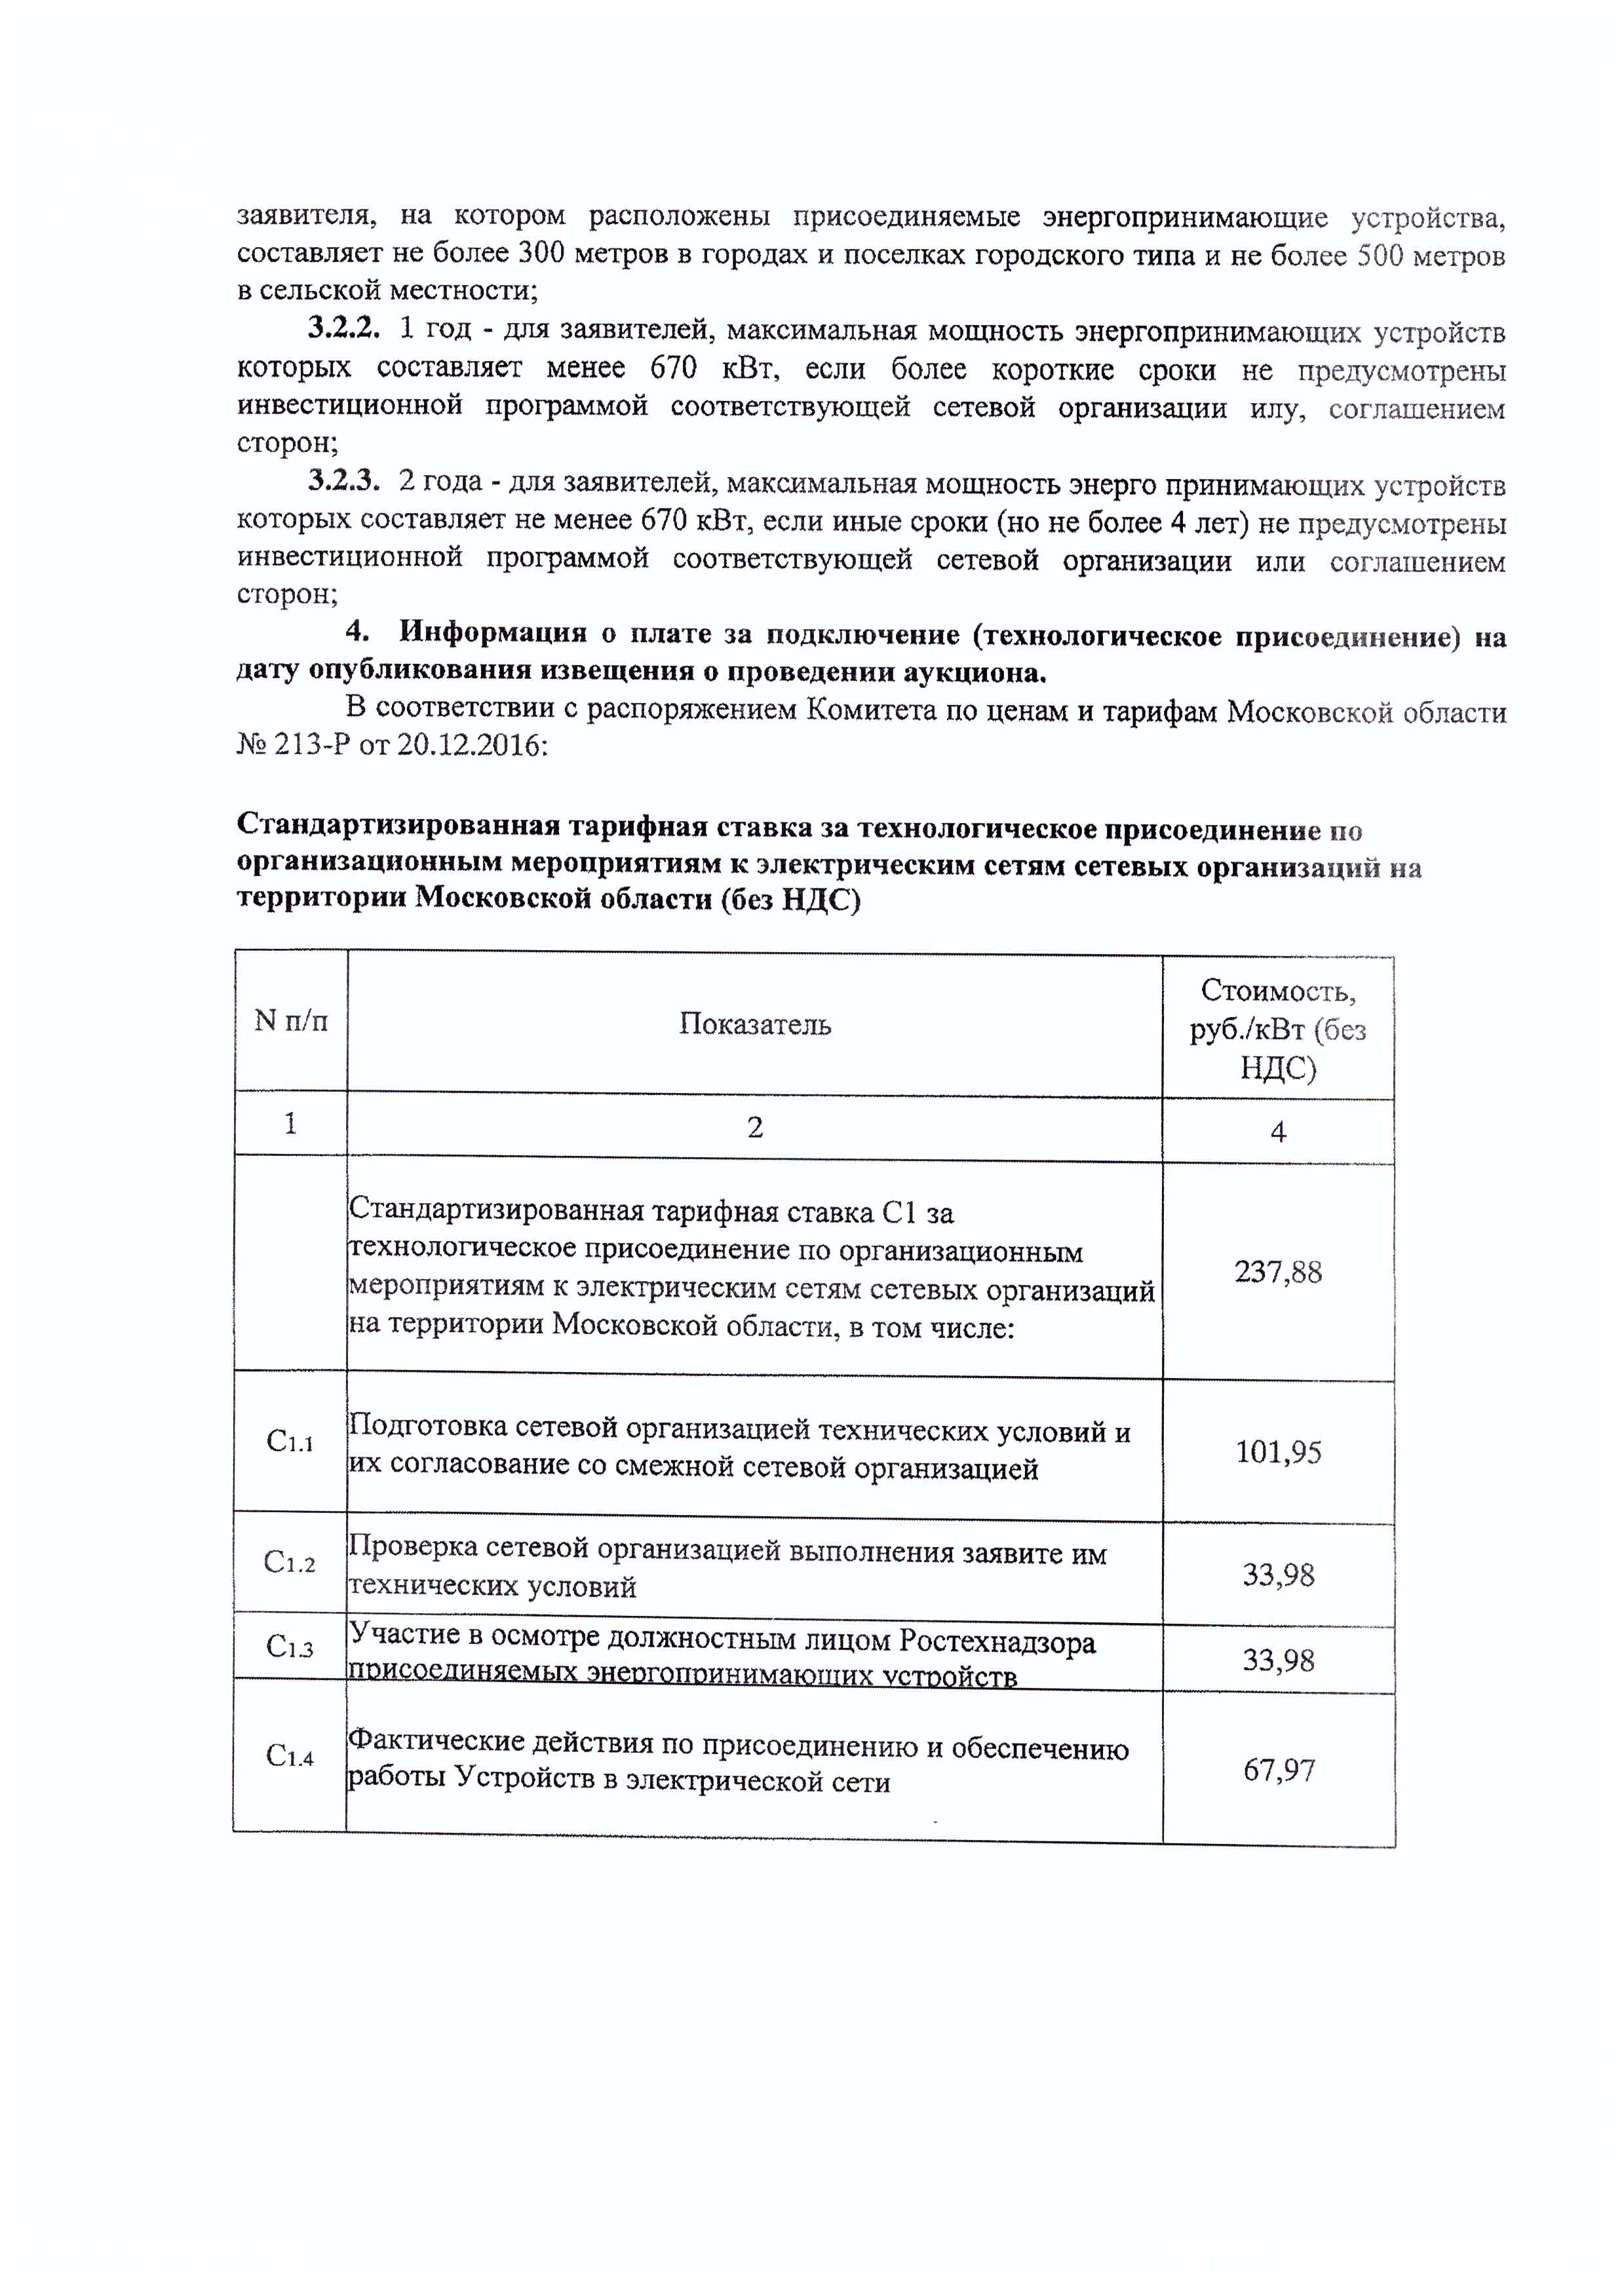 заявителя, на котором расположены присоединяемые энергопринимающие устройства,
составляет не более 300 метров в городах и поселках городского типа и не более 500 метров
в сельской местности;
3.2.2. 1 год - для заявителей, максимальная мощность энергопринимающих устройств
которых составляет менее 670 кВт, если более короткие сроки не предусмотрены
инвестиционной программой соответствующей сетевой организации илу, соглашением
сторон;
3.2.3. 2 года - для заявителей, максимальная мощность энерго принимающих устройств
которых составляет не менее 670 кВт, если иные сроки (но не более 4 лет) не предусмотрены
инвестиционной программой соответствующей сетевой организации или соглашением
сторон;
4. Информация о плате за подключение (технологическое присоединение) на
дату опубликования извещения о проведении аукциона.
В соответствии с распоряжением Комитета по ценам и тарифам Московской области
№ 213-Р от 20.12.2016:
Стандартизированная тарифная ставка за технологическое присоединение по
организационным мероприятиям к электрическим сетям сетевых организаций на
территории Московской области (без НДС)
N п/п
Показатель
Стоимость,
руб./кВт (без
НДС)
1
2
4
Стандартизированная тарифная ставка С1 за
технологическое присоединение по организационным
мероприятиям к электрическим сетям сетевых организаций
на территории Московской области, в том числе:
237,88
С1.1
Подготовка сетевой организацией технических условий и
их согласование со смежной сетевой организацией
101,95
С1.2
Проверка сетевой организацией выполнения заявите им
технических условий
33,98
С1.3
Участие в осмотре должностным лицом Ростехнадзора
присоединяемых энергопринимающих устройств
33,98
С1.4
Фактические действия по присоединению и обеспечению
работы Устройств в электрической сети
67,97